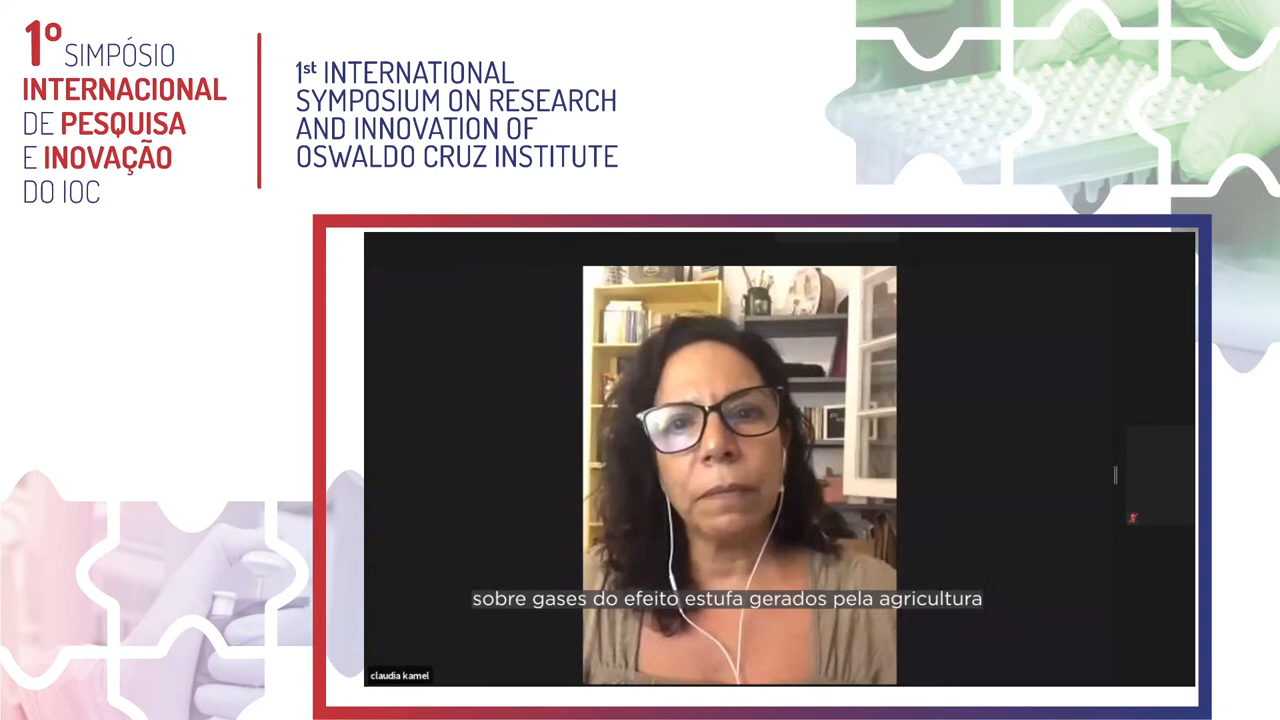 1º SIMPÓSIO
INTERNACIONAL
DE PESQUISA
E INOVAÇÃO
DO IOC
1st INTERNATIONAL
SYMPOSIUM ON RESEARCH
AND INNOVATION OF
OSWALDO CRUZ INSTITUTE
sobre gases do efeito estufa gerados pela agricultura
claudia kamel